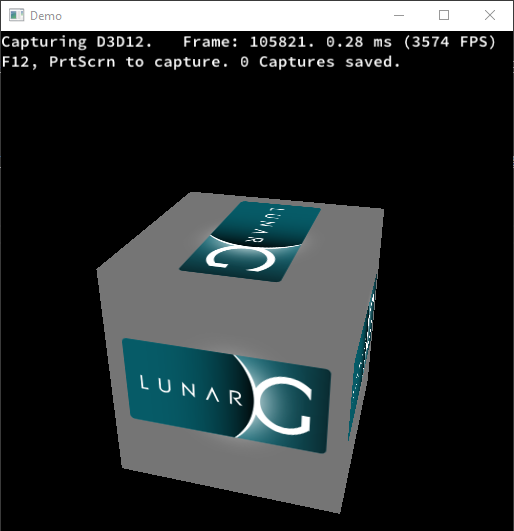 Demo
Capturing D3D12. Frame: 105821. 0.28 ms (3574 FPS)
F12, PrtScrn to capture. 0 Captures saved.
LUNAR G
LUNAR G